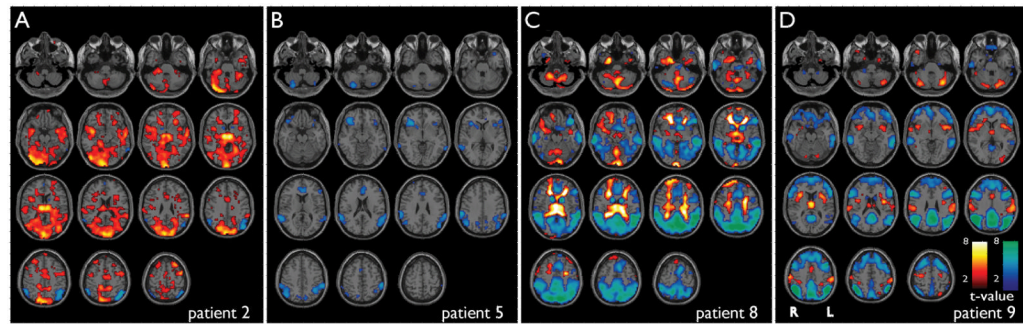 A
B
C
D
8
8
2
2
t-value
R L
patient 2
patient 5
patient 8
patient 9